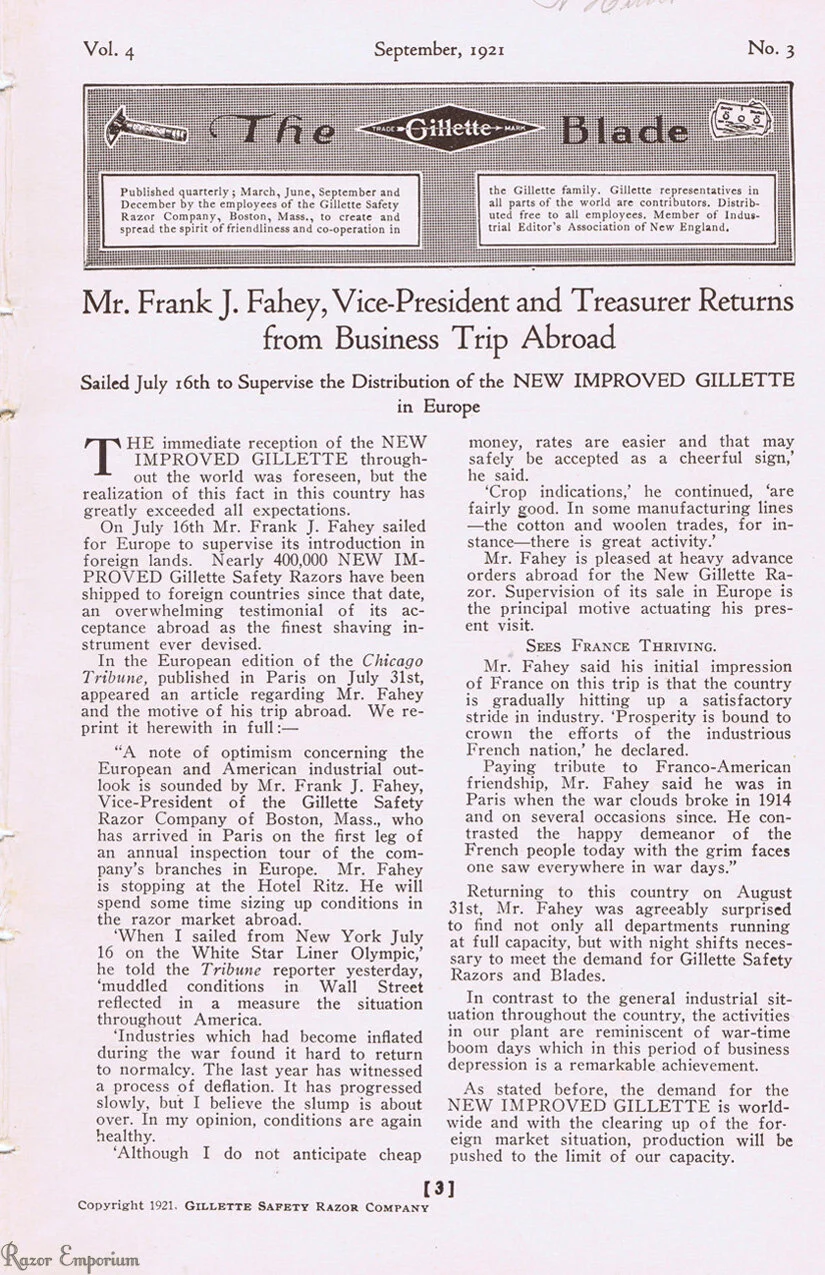 Vol. 4 September, 1921 No. 3
The TRADE Gillette MARK Blade
Published quarterly; March, June, September and
December by the employees of the Gillette Safety
Razor Company, Boston, Mass., to create and
spread the spirit of friendliness and co-operation in
the Gillette family. Gillette representatives in
all parts of the world are contributors. Distrib-
uted free to all employees. Member of Indus-
trial Editor's Association of New England.
Mr. Frank J. Fahey, Vice-President and Treasurer Returns
from Business Trip Abroad
Sailed July 16th to Supervise the Distribution of the NEW IMPROVED GILLETTE
in Europe
THE immediate reception of the NEW
IMPROVED GILLETTE through-
out the world was foreseen, but the
realization of this fact in this country has
greatly exceeded all expectations.
On July 16th Mr. Frank J. Fahey sailed
for Europe to supervise its introduction in
foreign lands. Nearly 400,000 NEW IM-
PROVED Gillette Safety Razors have been
shipped to foreign countries since that date,
an overwhelming testimonial of its ac-
ceptance abroad as the finest shaving in-
strument ever devised.
In the European edition of the Chicago
Tribune, published in Paris on July 31st,
appeared an article regarding Mr. Fahey
and the motive of his trip abroad. We re-
print it herewith in full:—
"A note of optimism concerning the
European and American industrial out-
look is sounded by Mr. Frank J. Fahey,
Vice-President of the Gillette Safety
Razor Company of Boston, Mass., who
has arrived in Paris on the first leg of
an annual inspection tour of the com-
pany's branches in Europe. Mr. Fahey
is stopping at the Hotel Ritz. He will
spend some time sizing up conditions in
the razor market abroad.
'When I sailed from New York July
16 on the White Star Liner Olympic,'
he told the Tribune reporter yesterday,
'muddled conditions in Wall Street
reflected in a measure the situation
throughout America.
'Industries which had become inflated
during the war found it hard to return
to normalcy. The last year has witnessed
a process of deflation. It has progressed
slowly, but I believe the slump is about
over. In my opinion, conditions are again
healthy.
'Although I do not anticipate cheap
money, rates are easier and that may
safely be accepted as a cheerful sign,'
he said.
'Crop indications,' he continued, 'are
fairly good. In some manufacturing lines
—the cotton and woolen trades, for in-
stance—there is great activity.'
Mr. Fahey is pleased at heavy advance
orders abroad for the New Gillette Ra-
zor. Supervision of its sale in Europe is
the principal motive actuating his pres-
ent visit.
SEES FRANCE THRIVING.
Mr. Fahey said his initial impression
of France on this trip is that the country
is gradually hitting up a satisfactory
stride in industry. 'Prosperity is bound to
crown the efforts of the industrious
French nation,' he declared.
Paying tribute to Franco-American
friendship, Mr. Fahey said he was in
Paris when the war clouds broke in 1914
and on several occasions since. He con-
trasted the happy demeanor of the
French people today with the grim faces
one saw everywhere in war days."
Returning to this country on August
31st, Mr. Fahey was agreeably surprised
to find not only all departments running
at full capacity, but with night shifts neces-
sary to meet the demand for Gillette Safety
Razors and Blades.
In contrast to the general industrial sit-
uation throughout the country, the activities
in our plant are reminiscent of war-time
boom days which in this period of business
depression is a remarkable achievement.
As stated before, the demand for the
NEW IMPROVED GILLETTE is world-
wide and with the clearing up of the for-
eign market situation, production will be
pushed to the limit of our capacity.
[3]
Copyright 1921. GILLETTE SAFETY RAZOR COMPANY
Razor Emporium